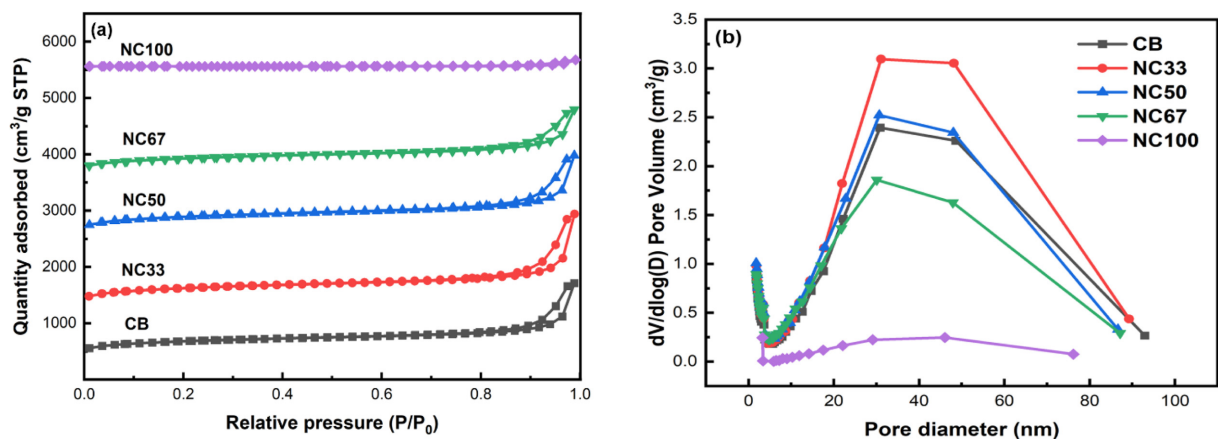 (a)
6000
5000
4000
3000
2000
1000
NC100
NC67
NC50
NC33
CB
0.0 0.2 0.4 0.6 0.8 1.0
Quantity adsorbed (cm³/g STP)
Relative pressure (P/P₀)
(b)
3.5
3.0
2.5
2.0
1.5
1.0
0.5
0.0
CB
NC33
NC50
NC67
NC100
0 20 40 60 80 100
dV/dlog(D) Pore Volume (cm³/g)
Pore diameter (nm)